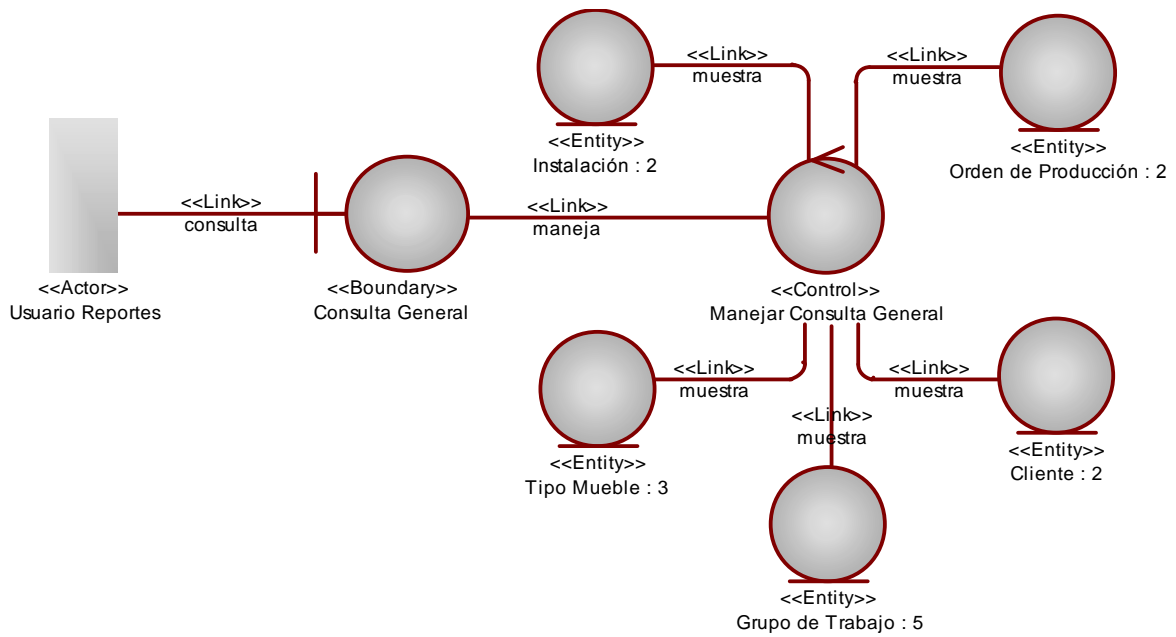 <<Link>>
muestra
<<Link>>
muestra
<<Entity>>
Instalación : 2
<<Entity>>
Orden de Producción : 2
<<Link>>
consulta
<<Link>>
maneja
<<Actor>>
Usuario Reportes
<<Boundary>>
Consulta General
<<Control>>
Manejar Consulta General
<<Link>>
muestra
<<Link>>
muestra
<<Link>>
muestra
<<Entity>>
Tipo Mueble : 3
<<Entity>>
Cliente : 2
<<Entity>>
Grupo de Trabajo : 5